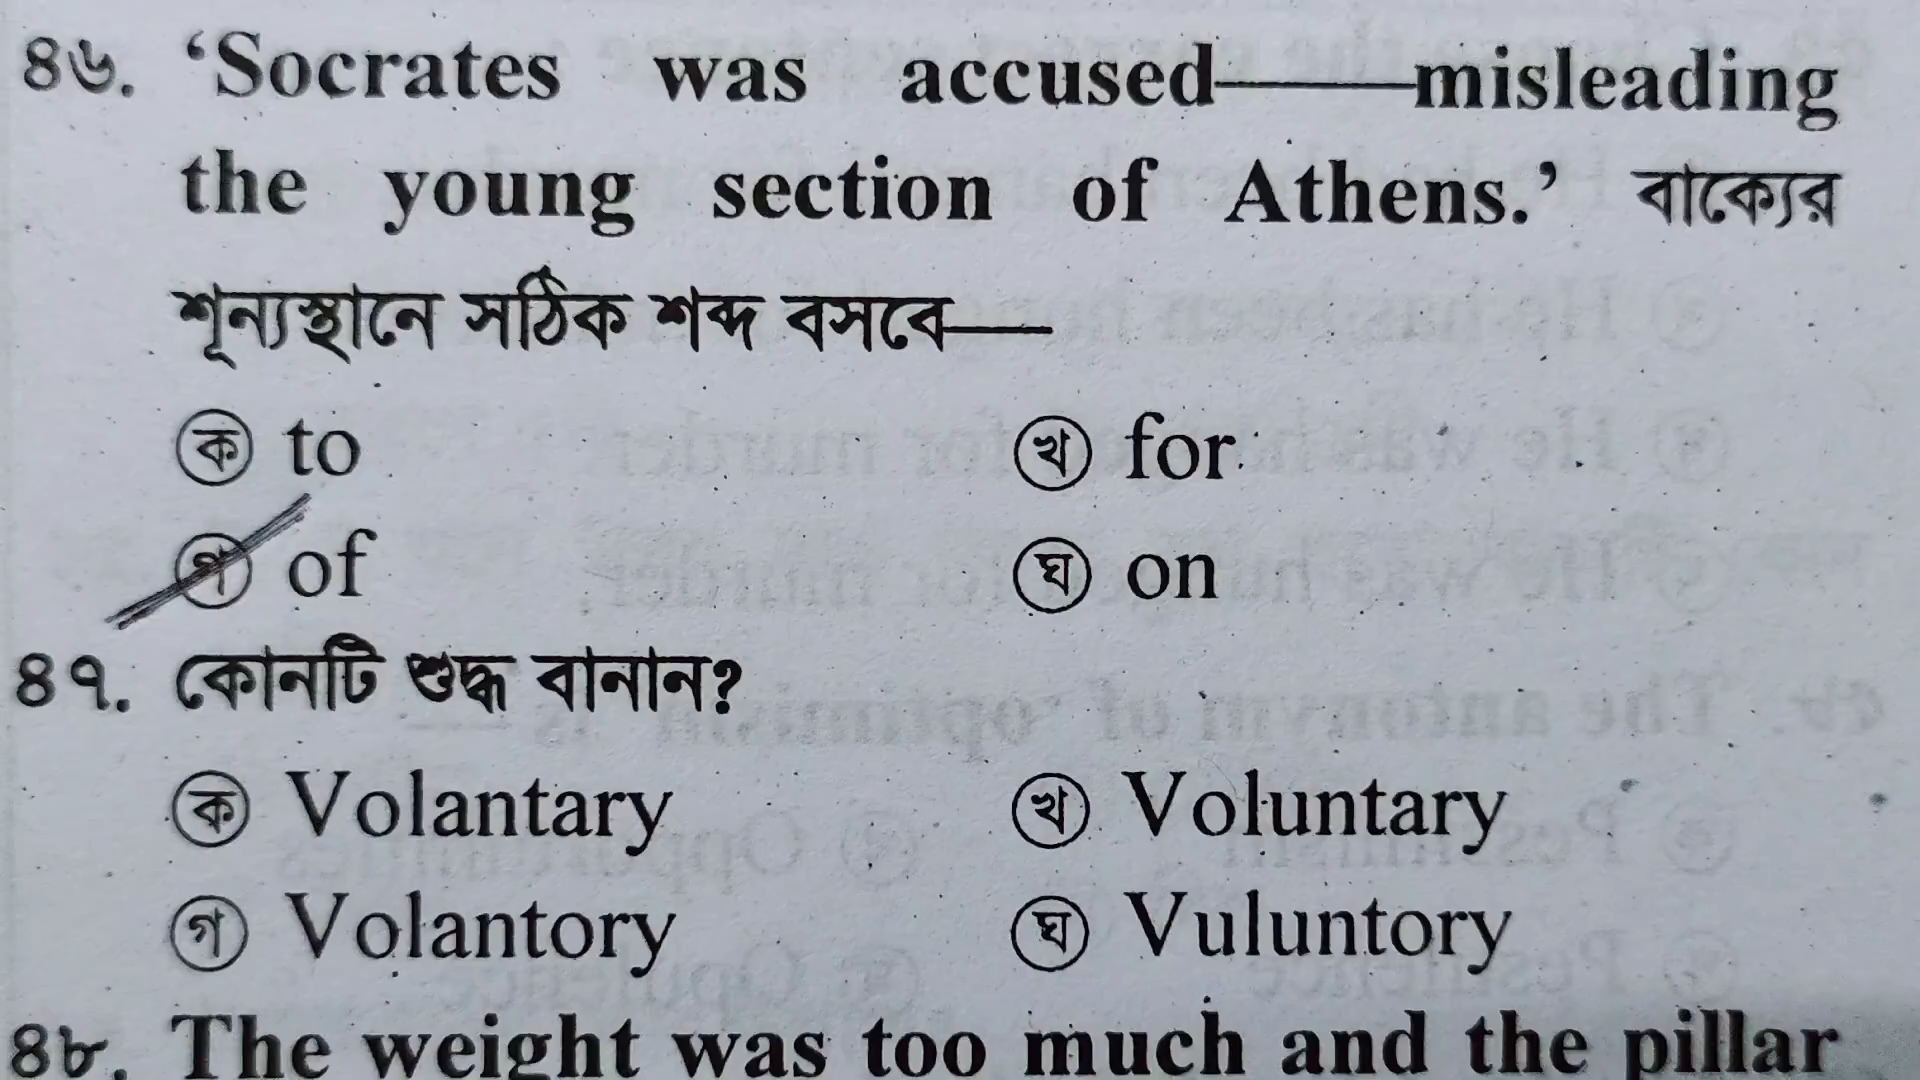 ৪৬. ‘Socrates was accused——misleading
the young section of Athens.’ বাক্যের
শূন্যস্থানে সঠিক শব্দ বসবে—
ক to খ for
গ of ঘ on
৪৭. কোনটি শুদ্ধ বানান?
ক Volantary খ Voluntary
গ Volantory ঘ Vuluntory
৪৮. The weight was too much and the pillar